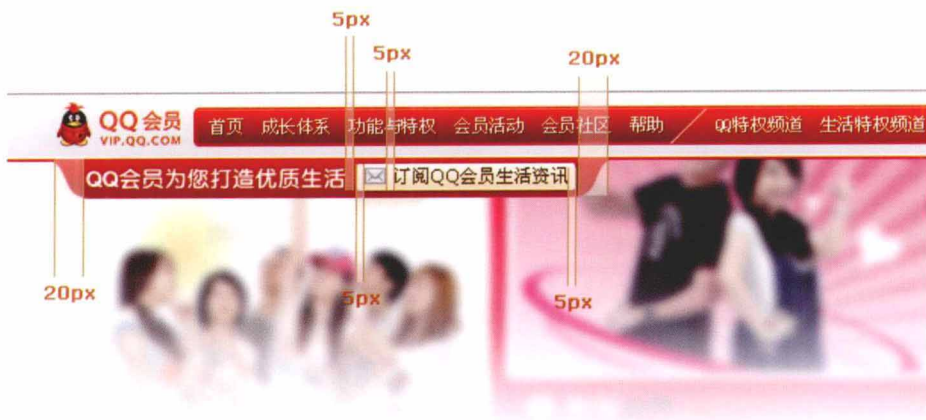 5px
5px
20px
QQ会员
VIP.QQ.COM
首页 成长体系 功能与特权 会员活动 会员社区 帮助 QQ特权频道 生活特权频道
QQ会员为您打造优质生活 订阅QQ会员生活资讯
20px
5px
5px